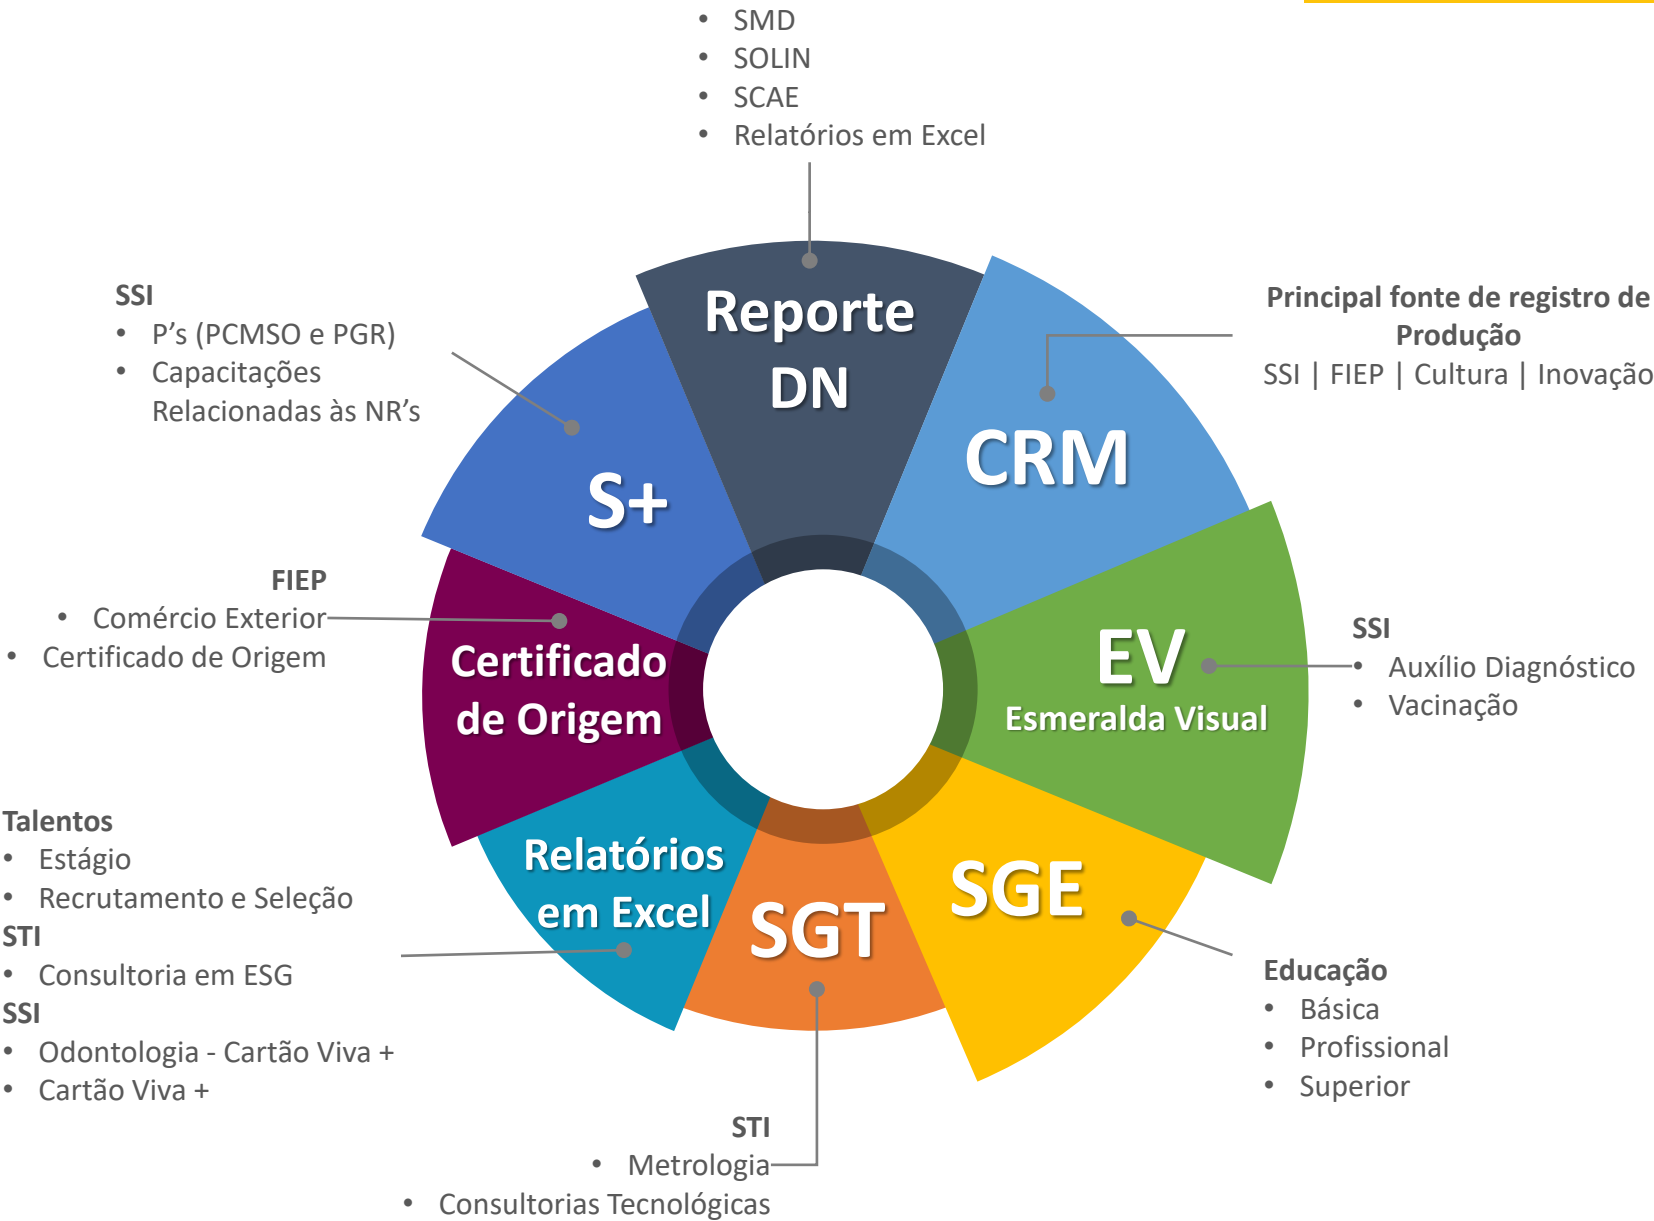 • SMD
• SOLIN
• SCAE
• Relatórios em Excel
Reporte
DN
Principal fonte de registro de
Produção
SSI | FIEP | Cultura | Inovação
CRM
SSI
• P’s (PCMSO e PGR)
• Capacitações
Relacionadas às NR’s
S+
FIEP
• Comércio Exterior
• Certificado de Origem
Certificado
de Origem
EV
Esmeralda Visual
SSI
• Auxílio Diagnóstico
• Vacinação
Talentos
• Estágio
• Recrutamento e Seleção
STI
• Consultoria em ESG
SSI
• Odontologia - Cartão Viva +
• Cartão Viva +
Relatórios
em Excel
SGT
SGE
Educação
• Básica
• Profissional
• Superior
STI
• Metrologia
• Consultorias Tecnológicas